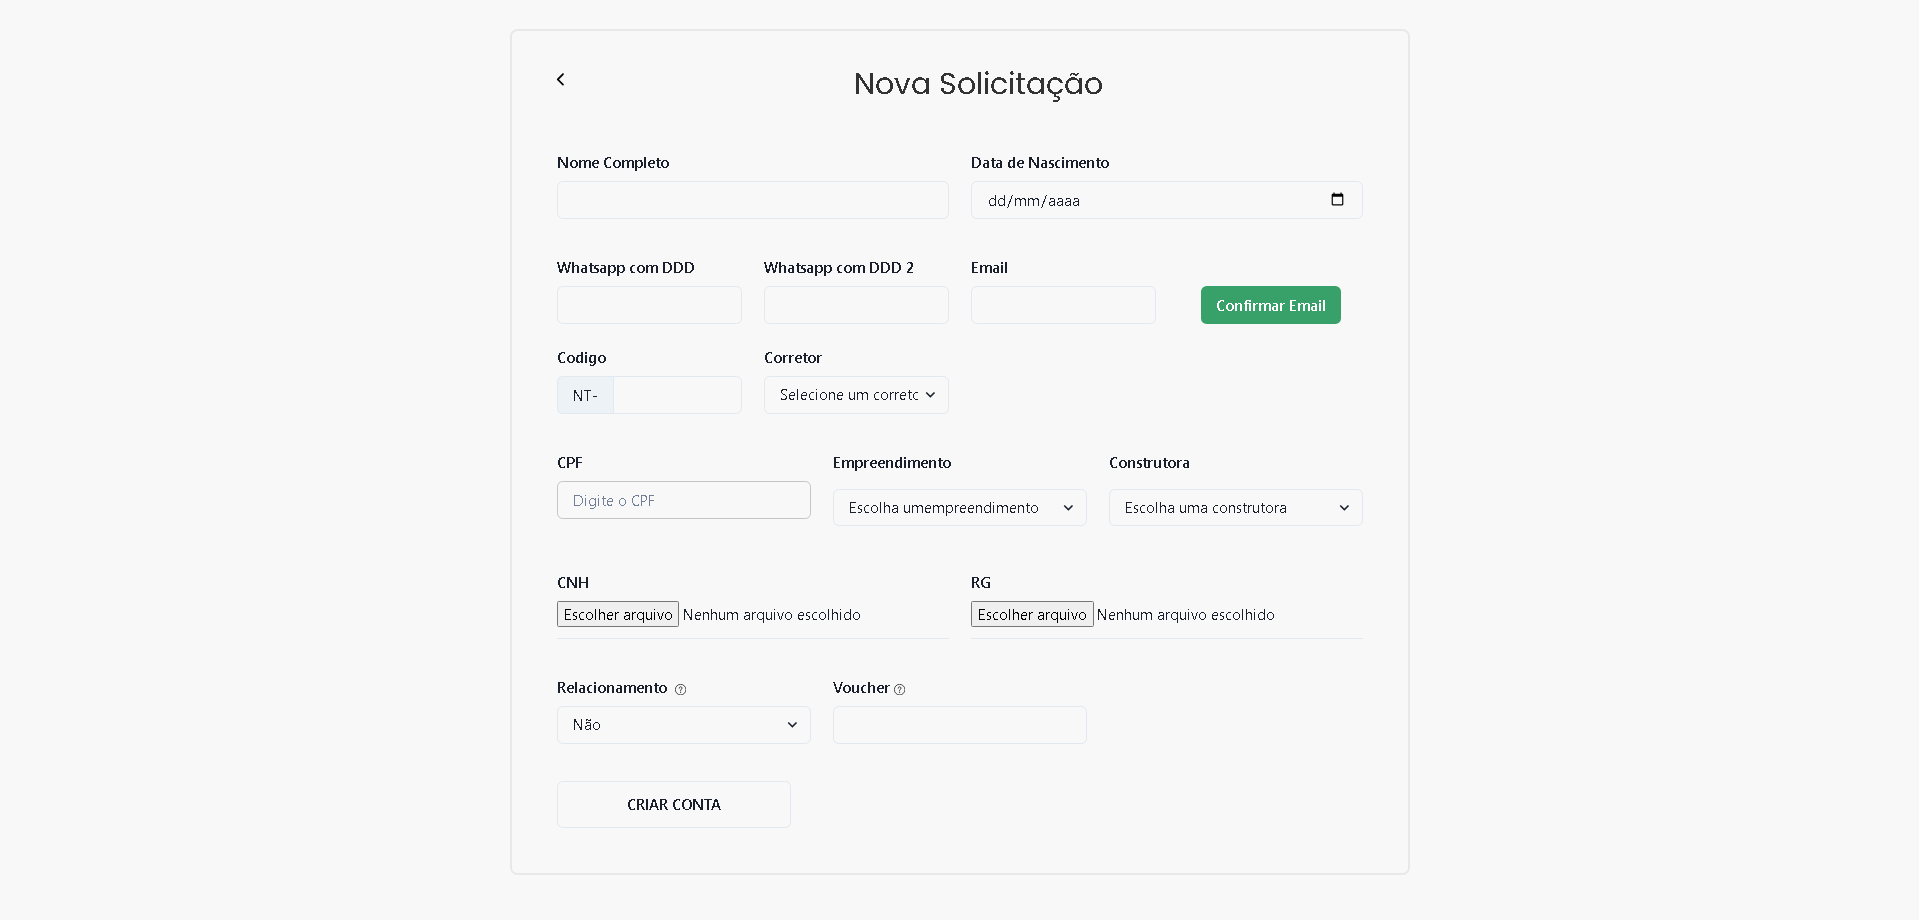 Nova Solicitação
Nome Completo
Data de Nascimento
dd/mm/aaaa
Whatsapp com DDD
Whatsapp com DDD 2
Email
Confirmar Email
Codigo
Corretor
NT-
Selecione um correto
CPF
Empreendimento
Construtora
Digite o CPF
Escolha umempreendimento
Escolha uma construtora
CNH
RG
Escolher arquivo Nenhum arquivo escolhido
Escolher arquivo Nenhum arquivo escolhido
Relacionamento
Voucher
Não
CRIAR CONTA